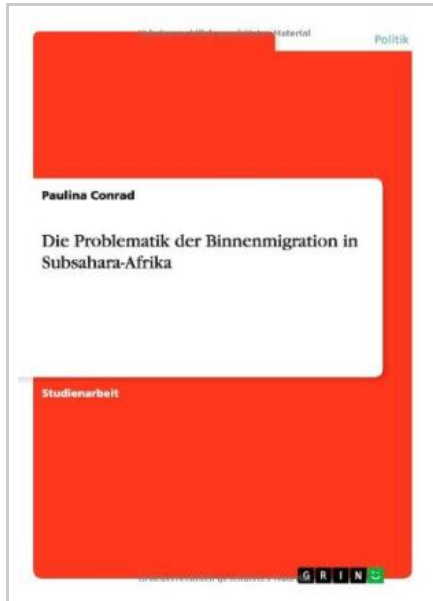 Politik
Paulina Conrad
Die Problematik der Binnenmigration in
Subsahara-Afrika
Studienarbeit
GRIN